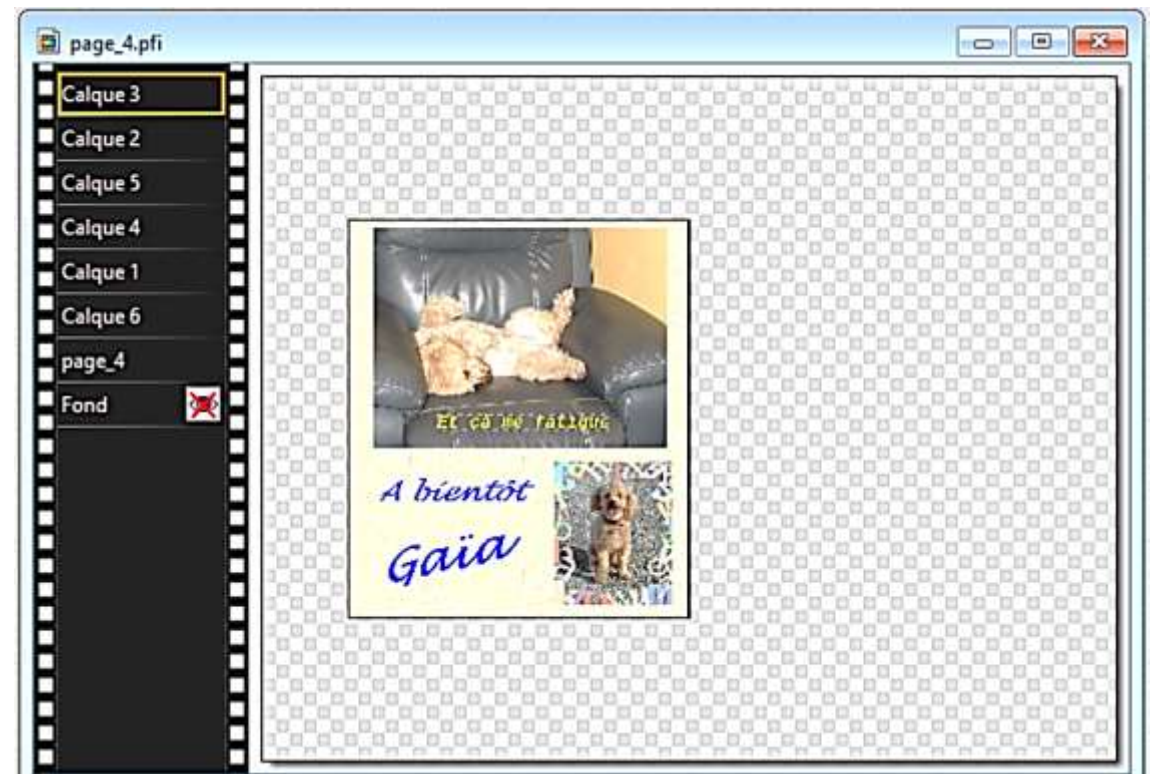 page_4.pfi
Calque 3
Calque 2
Calque 5
Calque 4
Calque 1
Calque 6
page_4
Fond
Et ça me fatigue
A bientôt
Gaïa